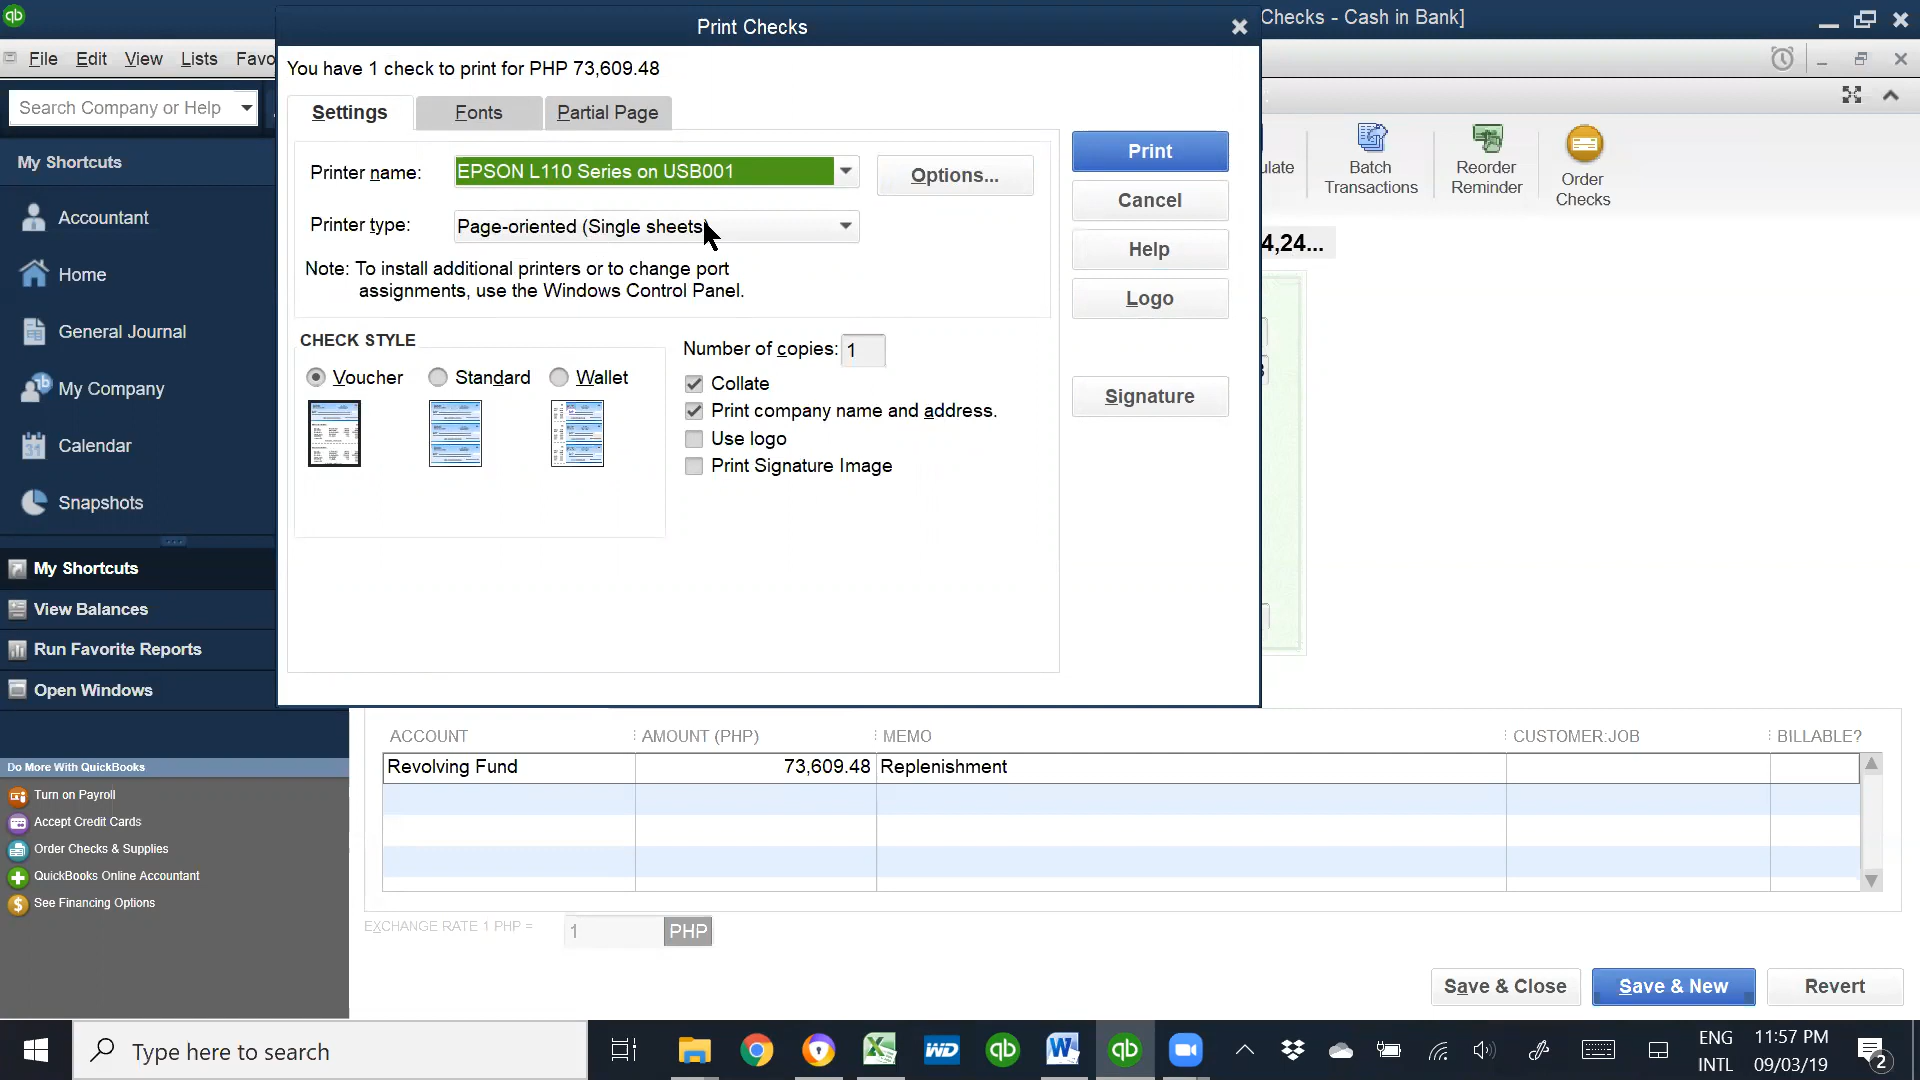 Print Checks
Checks - Cash in Bank]
File Edit View Lists Favo
You have 1 check to print for PHP 73,609.48
Search Company or Help
Settings Fonts Partial Page
My Shortcuts
Accountant
Home
General Journal
My Company
Calendar
Snapshots
My Shortcuts
View Balances
Run Favorite Reports
Open Windows
Printer name: EPSON L110 Series on USB001 Options...
Printer type: Page-oriented (Single sheets)
Note: To install additional printers or to change port
assignments, use the Windows Control Panel.
CHECK STYLE
Voucher Standard Wallet
Number of copies: 1
Collate
Print company name and address.
Use logo
Print Signature Image
Print
Cancel
Help
Logo
Signature
ulate
Batch
Transactions
Reorder
Reminder
Order
Checks
4,24...
Do More With QuickBooks
Turn on Payroll
Accept Credit Cards
Order Checks & Supplies
QuickBooks Online Accountant
See Financing Options
ACCOUNT AMOUNT (PHP) MEMO CUSTOMER:JOB BILLABLE?
Revolving Fund 73,609.48 Replenishment
EXCHANGE RATE 1 PHP = 1 PHP
Save & Close Save & New Revert
Type here to search
ENG
INTL
11:57 PM
09/03/19
2